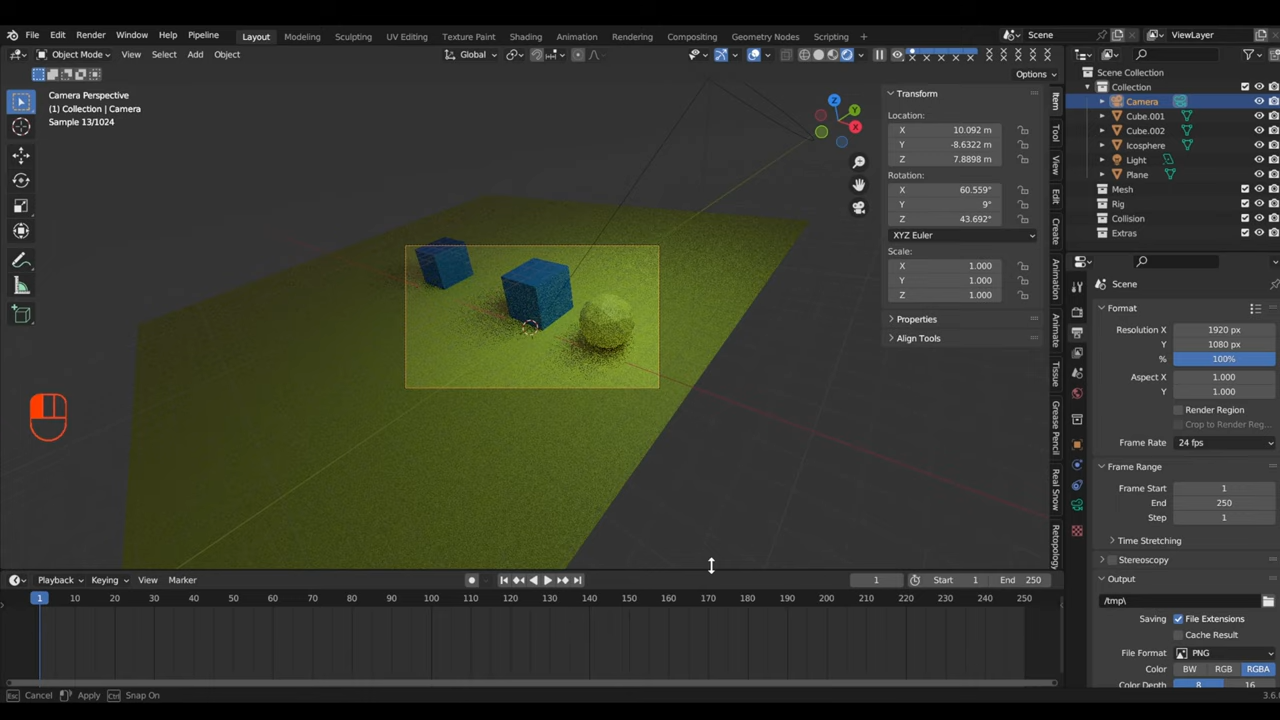 File Edit Render Window Help Pipeline Layout Modeling Sculpting UV Editing Texture Paint Shading Animation Rendering Compositing Geometry Nodes Scripting + Scene ViewLayer
Object Mode View Select Add Object Global
Options
Camera Perspective
(1) Collection | Camera
Sample 13/1024
Z
Y
X
Transform
Location:
X 10.092 m
Y -8.6322 m
Z 7.8898 m
Rotation:
X 60.559°
Y 9°
Z 43.692°
XYZ Euler
Scale:
X 1.000
Y 1.000
Z 1.000
Properties
Align Tools
Item
Tool
View
Edit
Create
Animation
Animate
Tissue
Grease Pencil
Real Snow
Retopology
Scene Collection
Collection
Camera
Cube.001
Cube.002
Icosphere
Light
Plane
Mesh
Rig
Collision
Extras
Scene
Format
Resolution X 1920 px
Y 1080 px
% 100%
Aspect X 1.000
Y 1.000
Render Region
Crop to Render Reg...
Frame Rate 24 fps
Frame Range
Frame Start 1
End 250
Step 1
Time Stretching
Stereoscopy
Output
/tmp\
Saving File Extensions
Cache Result
File Format PNG
Color BW RGB RGBA
Color Depth 8 16
Playback Keying View Marker 1 Start 1 End 250
1 10 20 30 40 50 60 70 80 90 100 110 120 130 140 150 160 170 180 190 200 210 220 230 240 250
Esc Cancel Apply Ctrl Snap On 3.6.